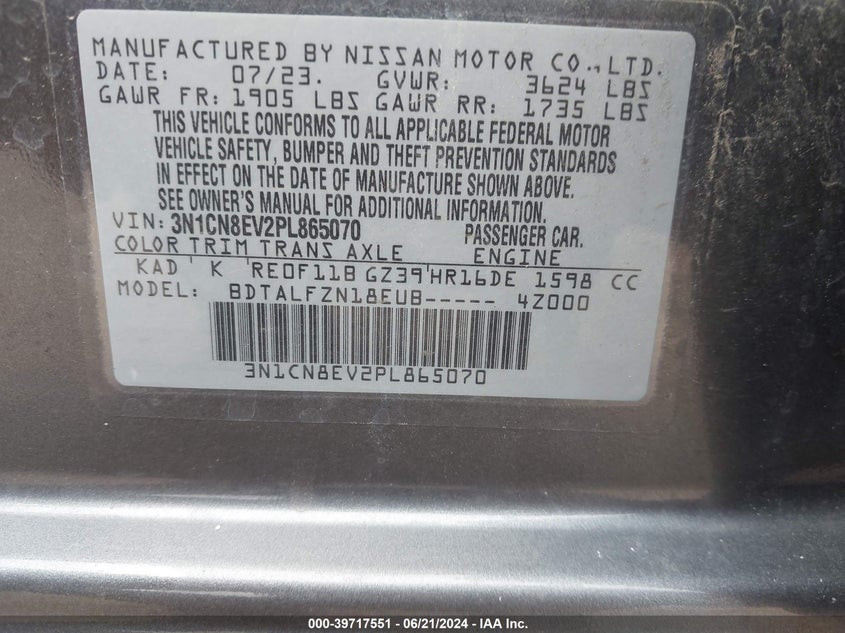 MANUFACTURED BY NISSAN MOTOR CO.,LTD.
DATE: 07/23. GVWR: 3624 LBS
GAWR FR: 1905 LBS GAWR RR: 1735 LBS
THIS VEHICLE CONFORMS TO ALL APPLICABLE FEDERAL MOTOR
VEHICLE SAFETY, BUMPER AND THEFT PREVENTION STANDARDS
IN EFFECT ON THE DATE OF MANUFACTURE SHOWN ABOVE.
SEE OWNER'S MANUAL FOR ADDITIONAL INFORMATION.
VIN: 3N1CN8EV2PL865070 PASSENGER CAR.
COLOR TRIM TRANS AXLE ENGINE
KAD K RE0F11B GZ39 HR16DE 1598 CC
MODEL: BDTALFZN18EUB----- 4Z000
3N1CN8EV2PL865070
000-39717551 - 06/21/2024 - IAA Inc.